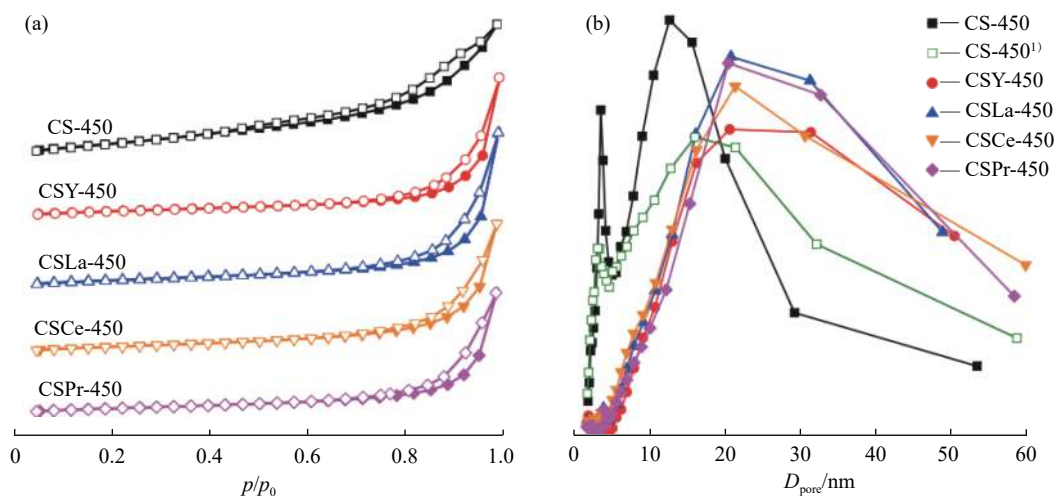 (a)
CS-450
CSY-450
CSLa-450
CSCe-450
CSPr-450
0
0.2
0.4
0.6
0.8
1.0
p/p₀
(b)
CS-450
CS-450¹⁾
CSY-450
CSLa-450
CSCe-450
CSPr-450
0
10
20
30
40
50
60
D_pore/nm